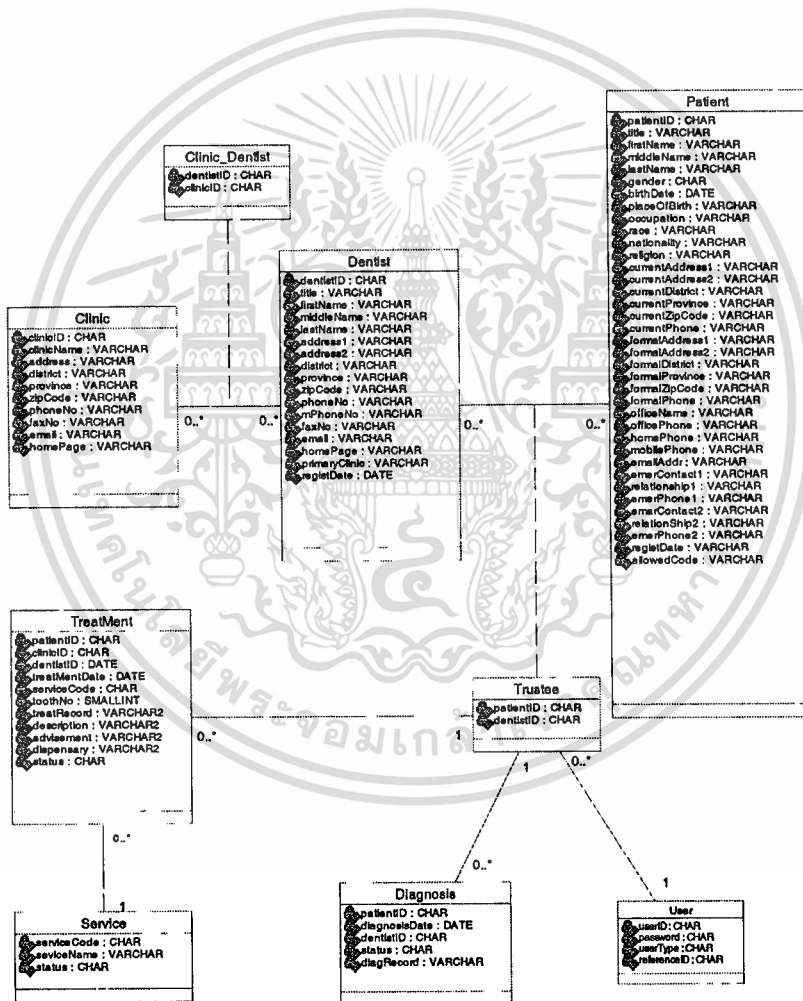 Clinic_Dentist
dentistID : CHAR
clinicID : CHAR
Patient
patientID : CHAR
title : VARCHAR
firstName : VARCHAR
middleName : VARCHAR
lastName : VARCHAR
gender : CHAR
birthDate : DATE
placeOfBirth : VARCHAR
occupation : VARCHAR
race : VARCHAR
nationality : VARCHAR
religion : VARCHAR
currentAddress1 : VARCHAR
currentAddress2 : VARCHAR
currentDistrict : VARCHAR
currentProvince : VARCHAR
currentZipCode : VARCHAR
currentPhone : VARCHAR
formalAddress1 : VARCHAR
formalAddress2 : VARCHAR
formalDistrict : VARCHAR
formalProvince : VARCHAR
formalZipCode : VARCHAR
formalPhone : VARCHAR
officeName : VARCHAR
officePhone : VARCHAR
homePhone : VARCHAR
mobilePhone : VARCHAR
emailAddr : VARCHAR
emerContact1 : VARCHAR
relationship1 : VARCHAR
emerPhone1 : VARCHAR
emerContact2 : VARCHAR
relationShip2 : VARCHAR
emerPhone2 : VARCHAR
registDate : VARCHAR
allowedCode : VARCHAR
Dentist
dentistID : CHAR
title : VARCHAR
firstName : VARCHAR
middleName : VARCHAR
lastName : VARCHAR
address1 : VARCHAR
address2 : VARCHAR
district : VARCHAR
province : VARCHAR
zipCode : VARCHAR
phoneNo : VARCHAR
mPhoneNo : VARCHAR
faxNo : VARCHAR
email : VARCHAR
homePage : VARCHAR
primaryClinic : VARCHAR
registDate : DATE
Clinic
clinicID : CHAR
clinicName : VARCHAR
address : VARCHAR
district : VARCHAR
province : VARCHAR
zipCode : VARCHAR
phoneNo : VARCHAR
faxNo : VARCHAR
email : VARCHAR
homePage : VARCHAR
0..*
0..*
0..*
0..*
TreatMent
patientID : CHAR
clinicID : CHAR
dentistID : DATE
treatMentDate : DATE
serviceCode : CHAR
toothNo : SMALLINT
treatRecord : VARCHAR2
description : VARCHAR2
advisement : VARCHAR2
dispensary : VARCHAR2
status : CHAR
Trustee
patientID : CHAR
dentistID : CHAR
0..*
1
1
0..*
0..*
1
0..*
1
Service
serviceCode : CHAR
seviceName : VARCHAR
status : CHAR
Diagnosis
patientID : CHAR
diagnosisDate : DATE
dentistID : CHAR
status : CHAR
diagRecord : VARCHAR
User
userID: CHAR
password: CHAR
userType: CHAR
referenceID: CHAR